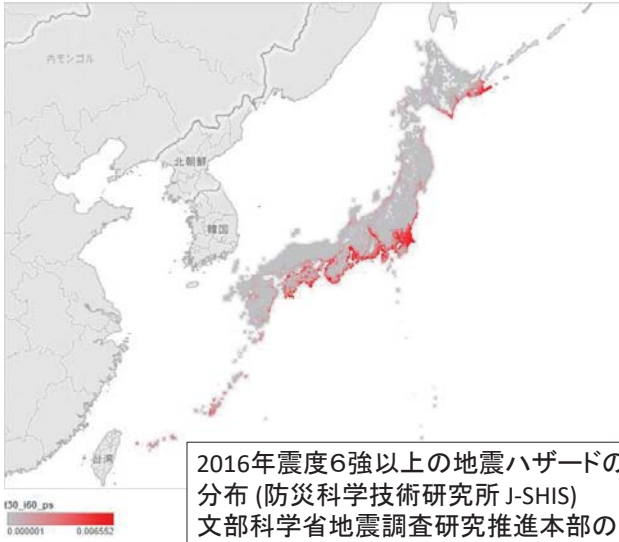 内モンゴル
北朝鮮
韓国
台湾
t30_i60_ps
0.000001 0.006552
2016年震度6強以上の地震ハザードの
分布 (防災科学技術研究所 J-SHIS)
文部科学省地震調査研究推進本部の